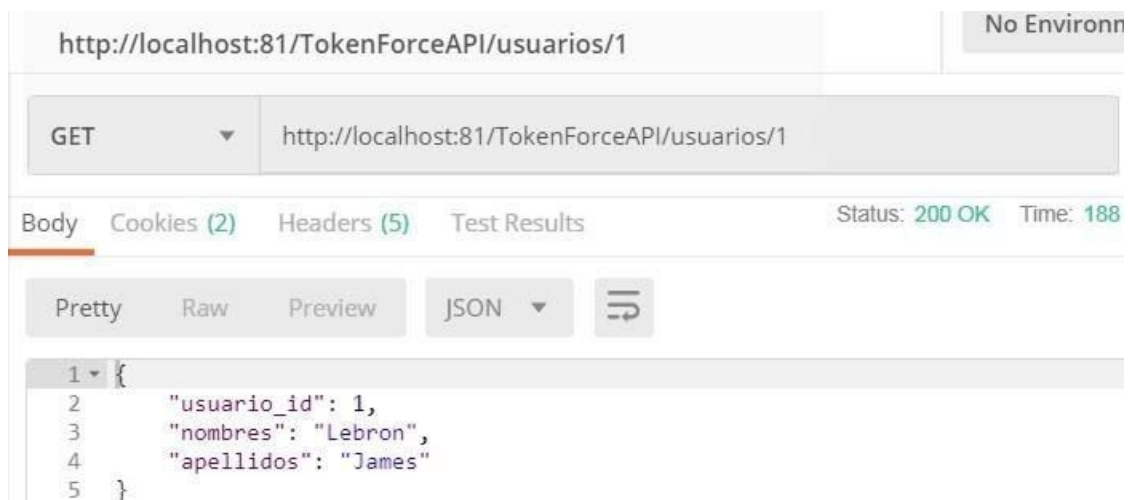 http://localhost:81/TokenForceAPI/usuarios/1
No Environm
GET
http://localhost:81/TokenForceAPI/usuarios/1
Body Cookies (2) Headers (5) Test Results Status: 200 OK Time: 188
Pretty Raw Preview JSON
1 {
2 "usuario_id": 1,
3 "nombres": "Lebron",
4 "apellidos": "James"
5 }